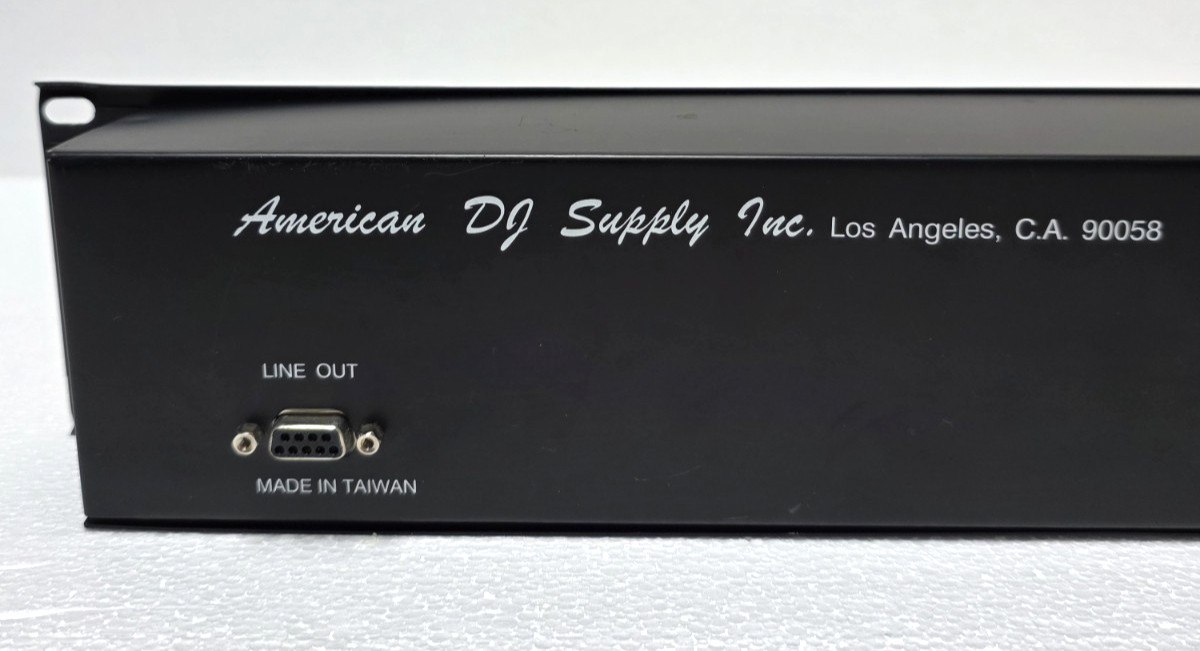 American DJ Supply Inc. Los Angeles, C.A. 90058
LINE OUT
MADE IN TAIWAN